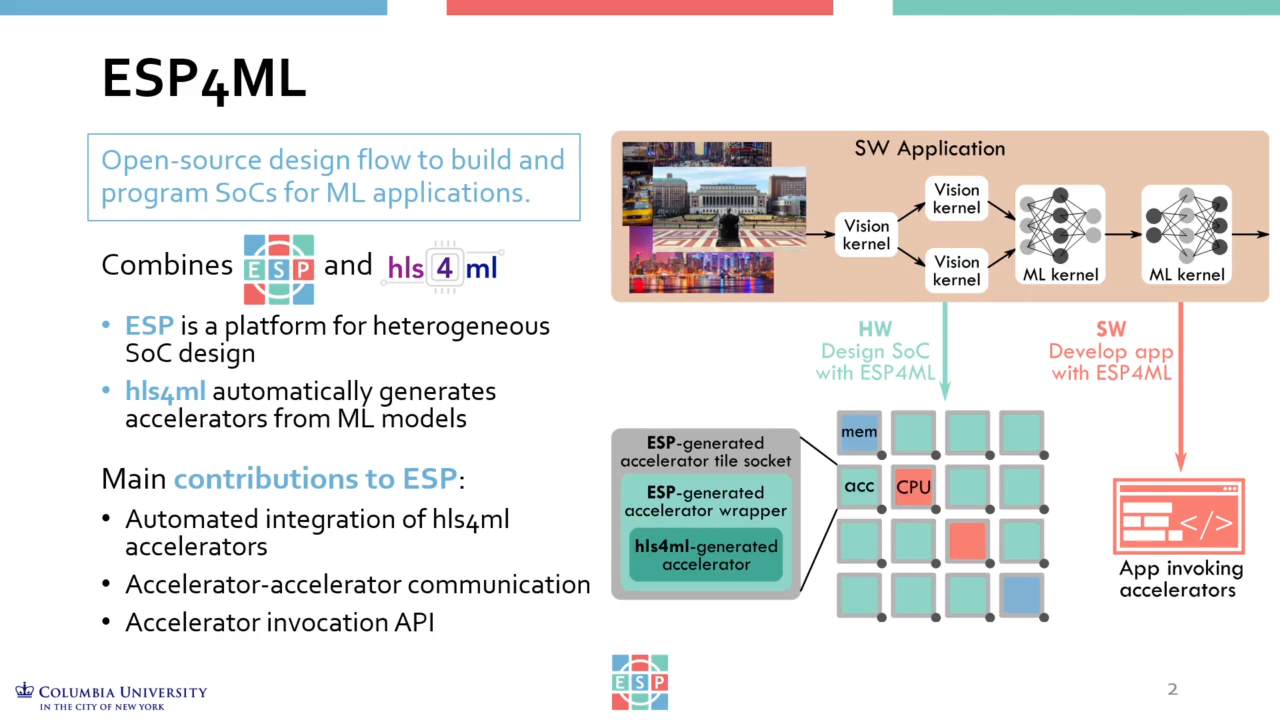 ESP4ML
Open-source design flow to build and
program SoCs for ML applications.
Combines ESP and hls 4 ml
• ESP is a platform for heterogeneous
SoC design
• hls4ml automatically generates
accelerators from ML models
Main contributions to ESP:
• Automated integration of hls4ml
accelerators
• Accelerator-accelerator communication
• Accelerator invocation API
SW Application
Vision
kernel
Vision
kernel
Vision
kernel
ML kernel
ML kernel
HW
Design SoC
with ESP4ML
SW
Develop app
with ESP4ML
ESP-generated
accelerator tile socket
ESP-generated
accelerator wrapper
hls4ml-generated
accelerator
mem
acc
CPU
</>
App invoking
accelerators
COLUMBIA UNIVERSITY
IN THE CITY OF NEW YORK
ESP
2